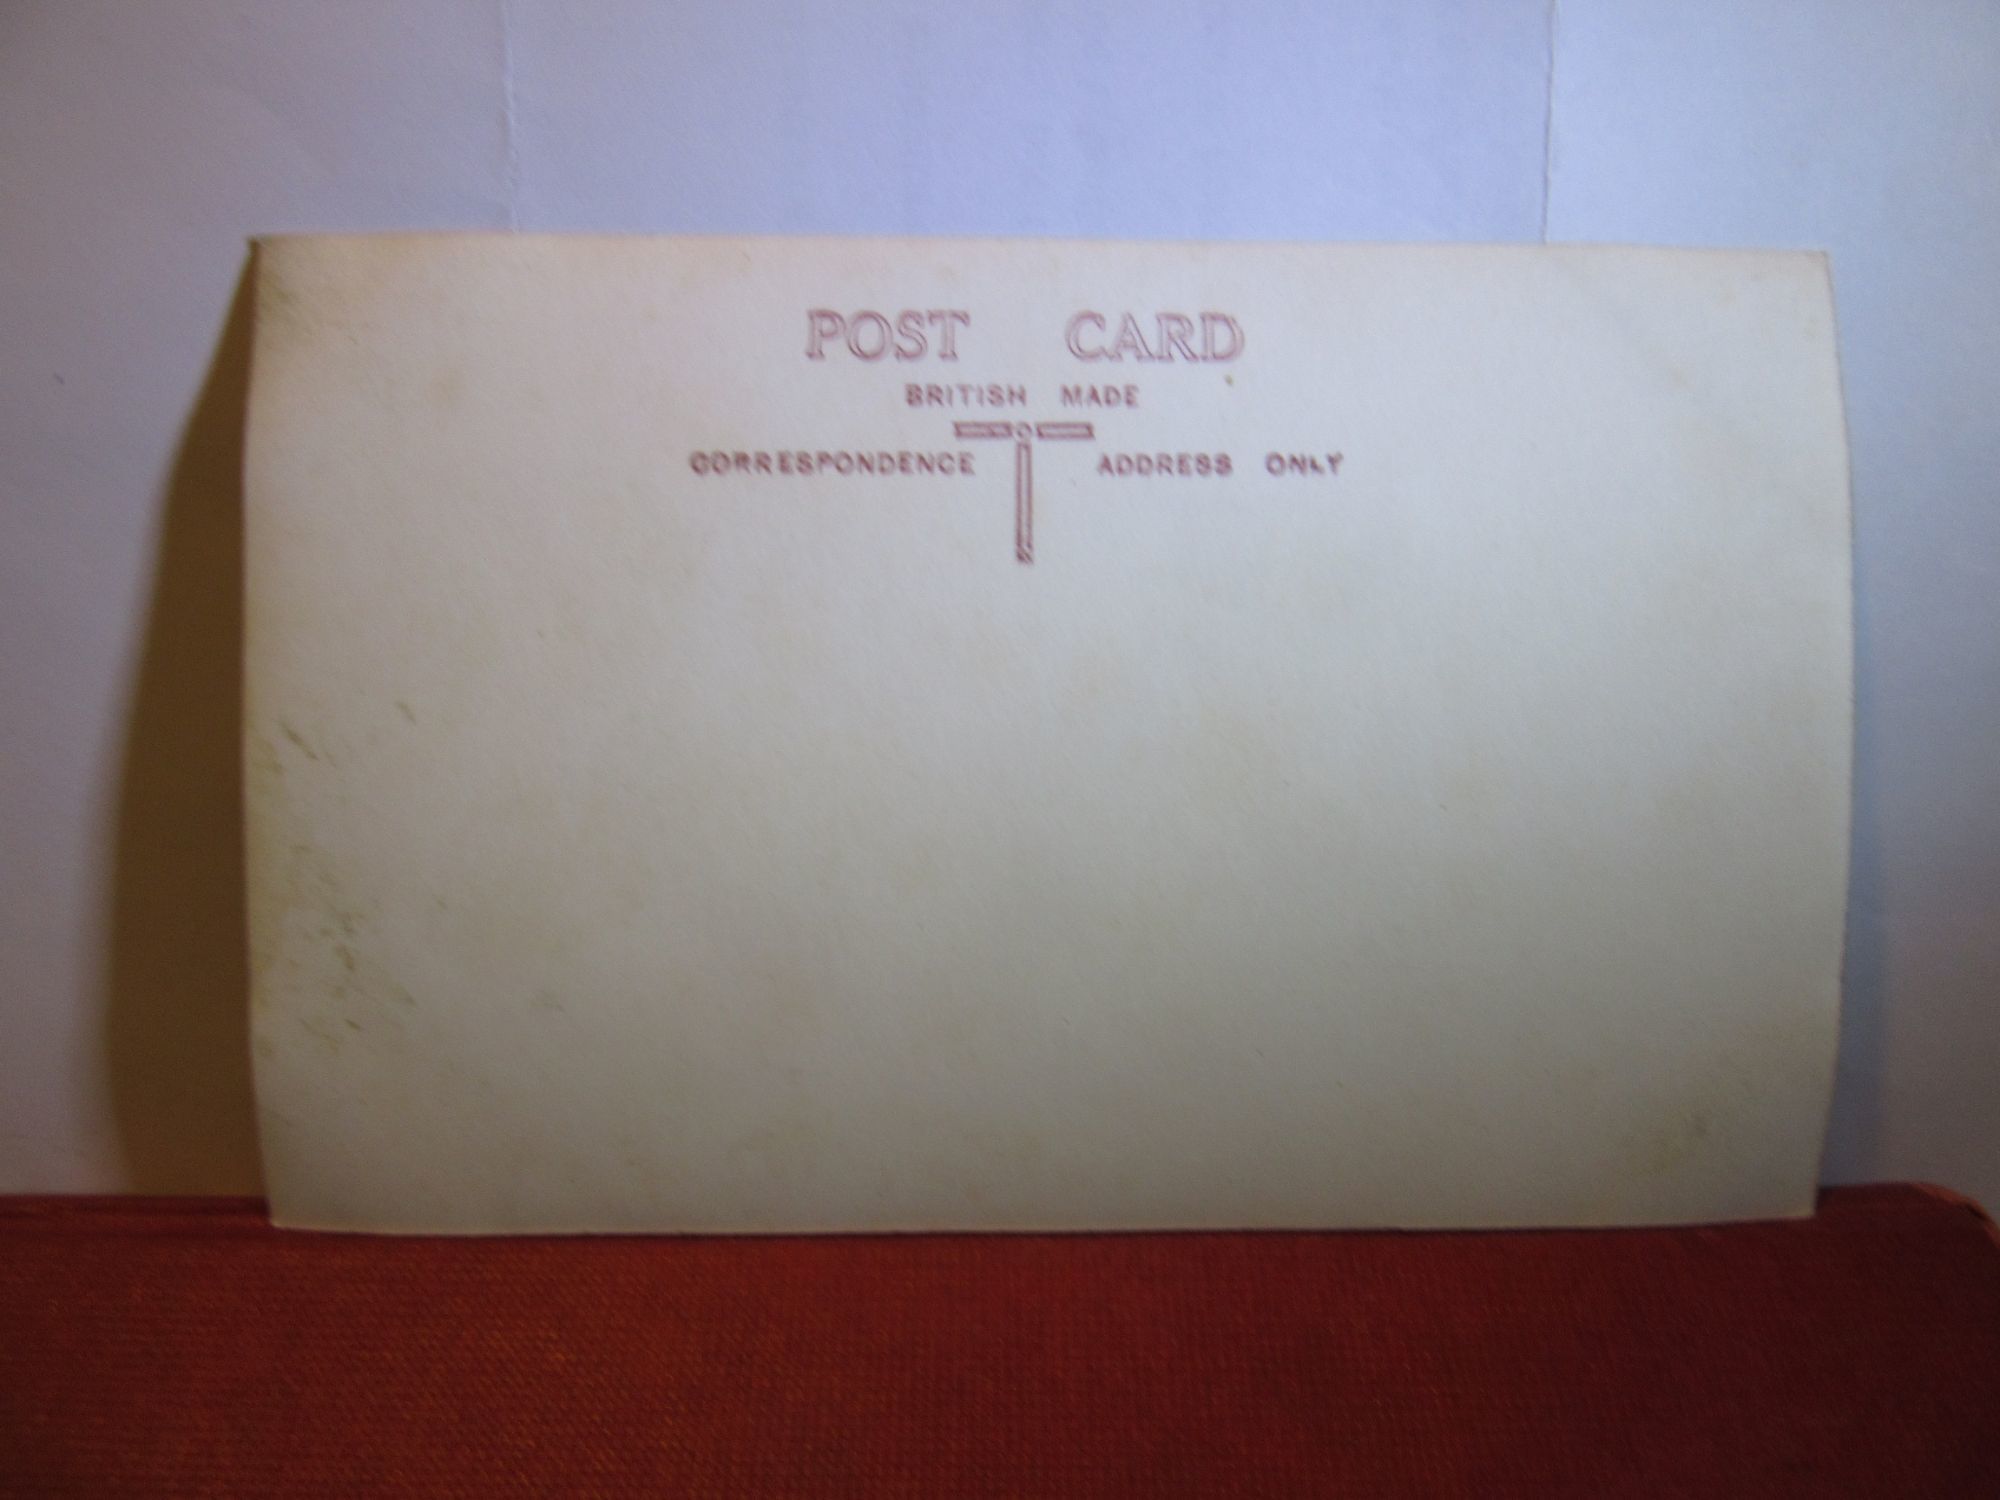 POST CARD
BRITISH MADE
CORRESPONDENCE ADDRESS ONLY